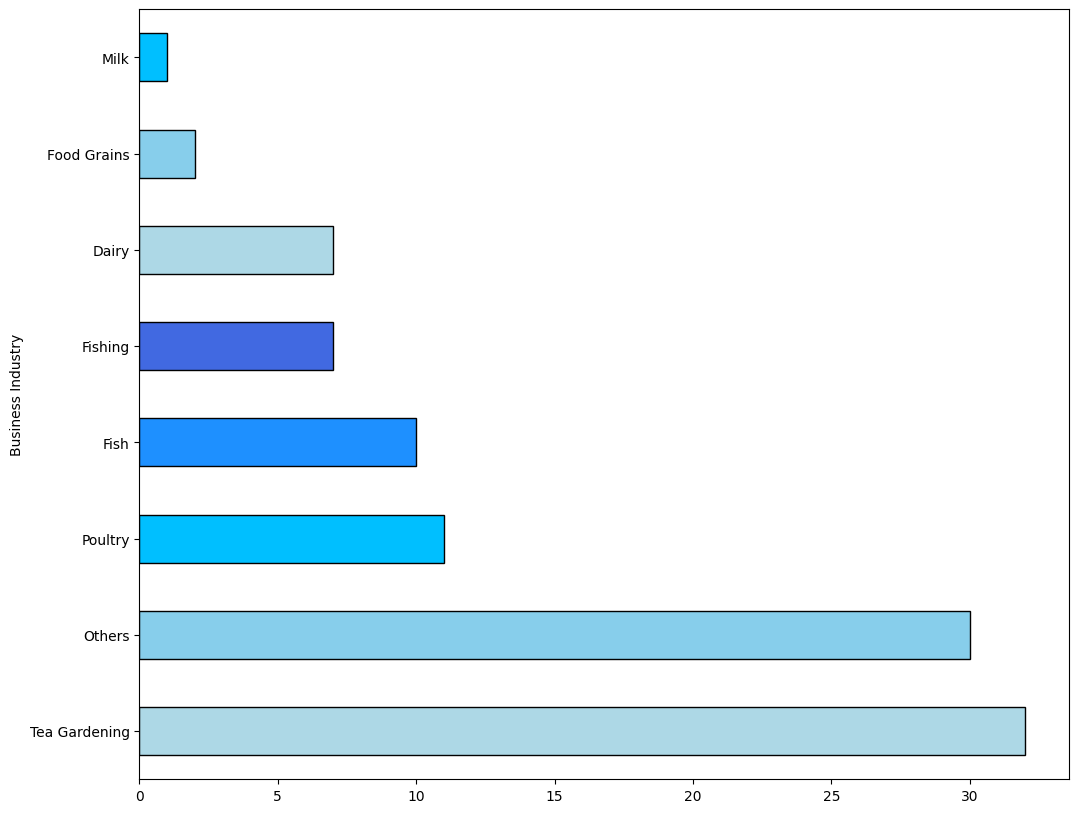 Milk
Food Grains
Dairy
Fishing
Fish
Poultry
Others
Tea Gardening
Business Industry
0 5 10 15 20 25 30